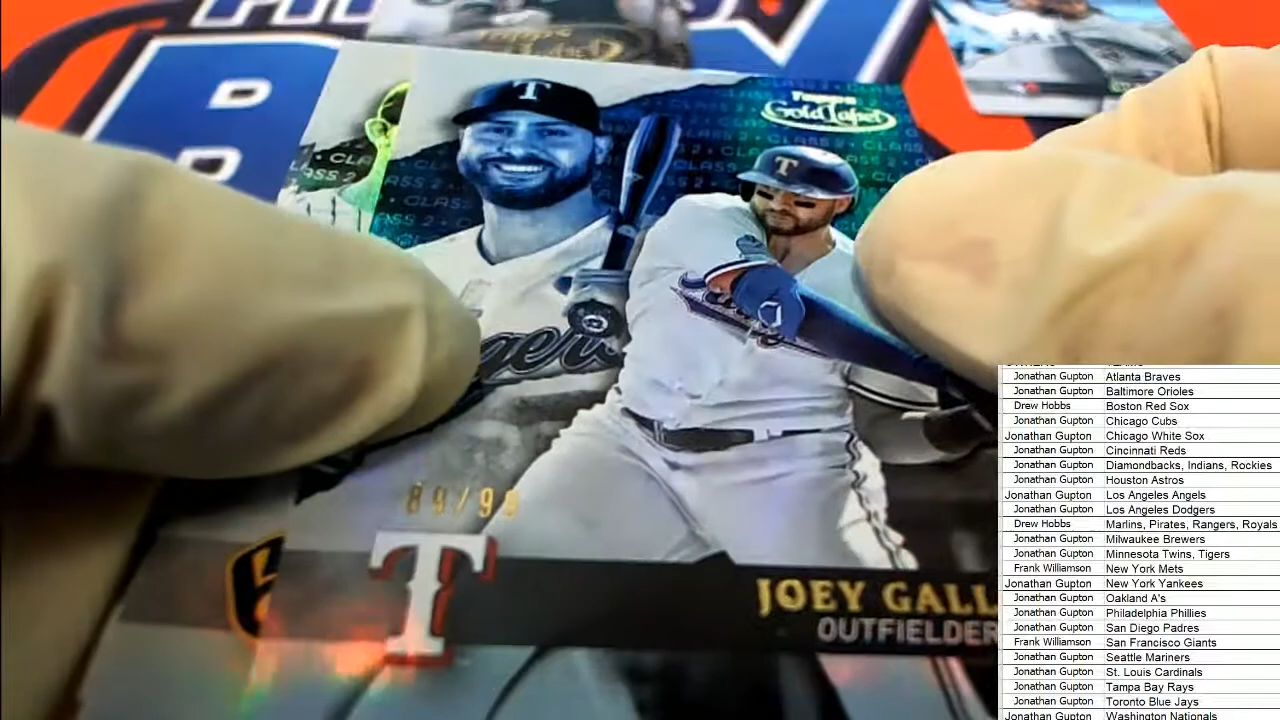 Topps
Gold Label
T
T
CLASS 2
CLASS 2
CLASS 2
89/99
T
JOEY GALL
OUTFIELDER
Jonathan Gupton Atlanta Braves
Jonathan Gupton Baltimore Orioles
Drew Hobbs Boston Red Sox
Jonathan Gupton Chicago Cubs
Jonathan Gupton Chicago White Sox
Jonathan Gupton Cincinnati Reds
Jonathan Gupton Diamondbacks, Indians, Rockies
Jonathan Gupton Houston Astros
Jonathan Gupton Los Angeles Angels
Jonathan Gupton Los Angeles Dodgers
Drew Hobbs Marlins, Pirates, Rangers, Royals
Jonathan Gupton Milwaukee Brewers
Jonathan Gupton Minnesota Twins, Tigers
Frank Williamson New York Mets
Jonathan Gupton New York Yankees
Jonathan Gupton Oakland A's
Jonathan Gupton Philadelphia Phillies
Jonathan Gupton San Diego Padres
Frank Williamson San Francisco Giants
Jonathan Gupton Seattle Mariners
Jonathan Gupton St. Louis Cardinals
Jonathan Gupton Tampa Bay Rays
Jonathan Gupton Toronto Blue Jays
Jonathan Gupton Washington Nationals